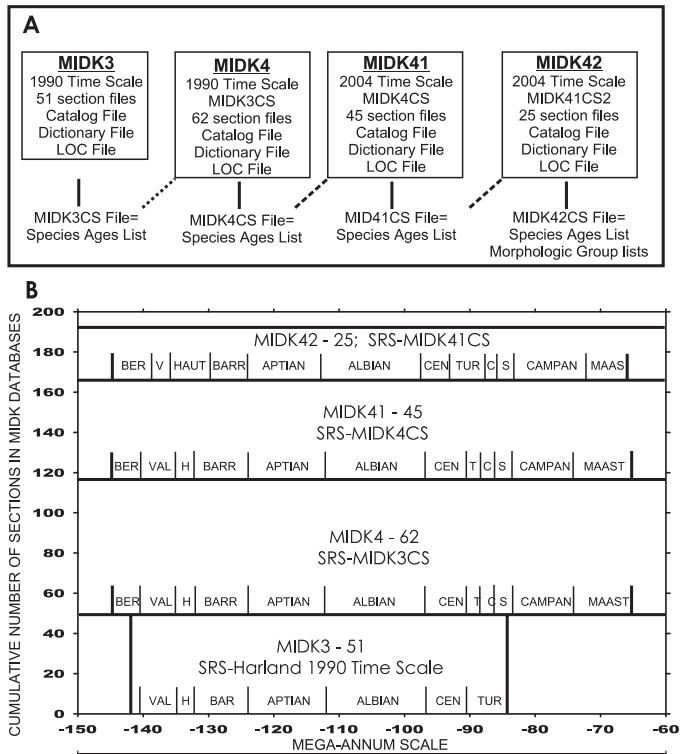 A
MIDK3
1990 Time Scale
51 section files
Catalog File
Dictionary File
LOC File
MIDK3CS File=
Species Ages List
MIDK4
1990 Time Scale
MIDK3CS
62 section files
Catalog File
Dictionary File
LOC File
MIDK4CS File=
Species Ages List
MIDK41
2004 Time Scale
MIDK4CS
45 section files
Catalog File
Dictionary File
LOC File
MID41CS File=
Species Ages List
MIDK42
2004 Time Scale
MIDK41CS2
25 section files
Catalog File
Dictionary File
LOC File
MIDK42CS File=
Species Ages List
Morphologic Group lists
B
CUMULATIVE NUMBER OF SECTIONS IN MIDK DATABASES
200
180
160
140
120
100
80
60
40
20
0
MIDK42 - 25; SRS-MIDK41CS
BER V HAUT BARR APTIAN ALBIAN CEN TUR C S CAMPAN MAAS
MIDK41 - 45
SRS-MIDK4CS
BER VAL H BARR APTIAN ALBIAN CEN T C S CAMPAN MAAST
MIDK4 - 62
SRS-MIDK3CS
BER VAL H BARR APTIAN ALBIAN CEN T C S CAMPAN MAAST
MIDK3 - 51
SRS-Harland 1990 Time Scale
VAL H BAR APTIAN ALBIAN CEN TUR
-150 -140 -130 -120 -110 -100 -90 -80 -70 -60
MEGA-ANNUM SCALE